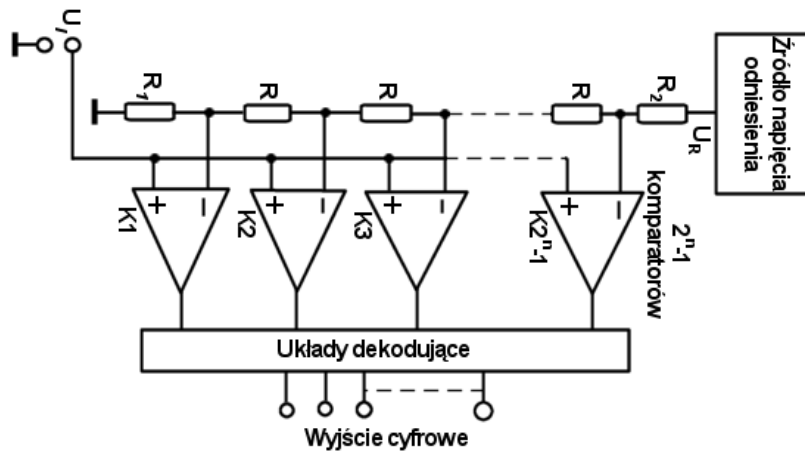 U_I
Źródło napięcia
odniesienia
R_1
R
R
R
R_2
U_R
+
−
K1
+
−
K2
+
−
K3
+
−
K2^n-1
2^n-1
komparatorów
Układy dekodujące
Wyjście cyfrowe